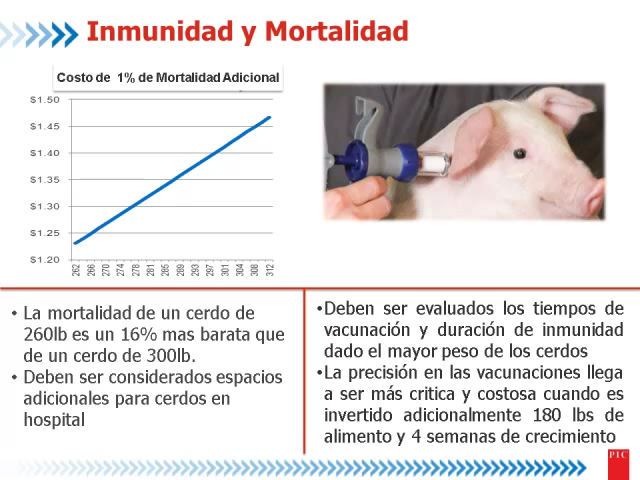 Inmunidad y Mortalidad
Costo de 1% de Mortalidad Adicional
$1.50
$1.45
$1.40
$1.35
$1.30
$1.25
$1.20
262
266
270
274
278
281
285
289
293
297
301
304
308
312
• La mortalidad de un cerdo de
260lb es un 16% mas barata que
de un cerdo de 300lb.
• Deben ser considerados espacios
adicionales para cerdos en
hospital
•Deben ser evaluados los tiempos de
vacunación y duración de inmunidad
dado el mayor peso de los cerdos
•La precisión en las vacunaciones llega
a ser más critica y costosa cuando es
invertido adicionalmente 180 lbs de
alimento y 4 semanas de crecimiento
PIC